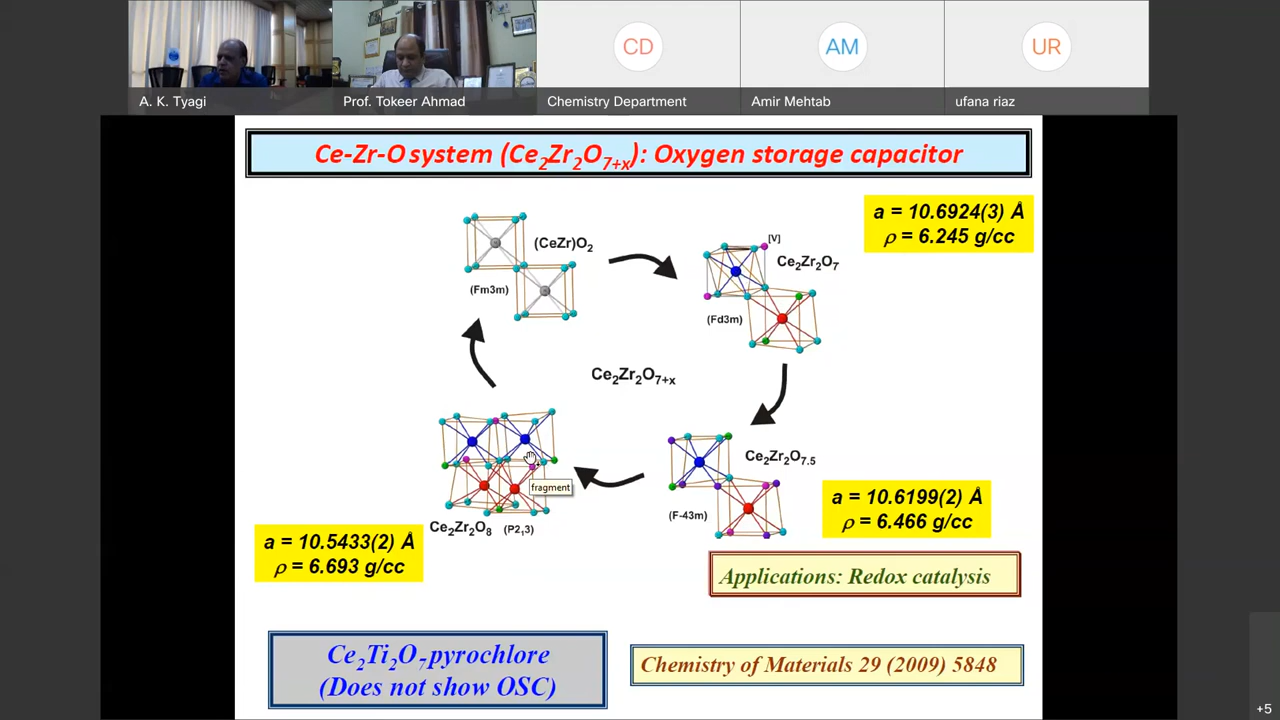 CD
AM
UR
A. K. Tyagi
Prof. Tokeer Ahmad
Chemistry Department
Amir Mehtab
ufana riaz
Ce-Zr-O system (Ce2Zr2O7+x): Oxygen storage capacitor
a = 10.6924(3) Å
ρ = 6.245 g/cc
(CeZr)O2
(Fm3m)
[V]
Ce2Zr2O7
(Fd3m)
Ce2Zr2O7+x
Ce2Zr2O7.5
(F-43m)
a = 10.6199(2) Å
ρ = 6.466 g/cc
fragment
Ce2Zr2O8 (P213)
a = 10.5433(2) Å
ρ = 6.693 g/cc
Applications: Redox catalysis
Ce2Ti2O7-pyrochlore
(Does not show OSC)
Chemistry of Materials 29 (2009) 5848
+5